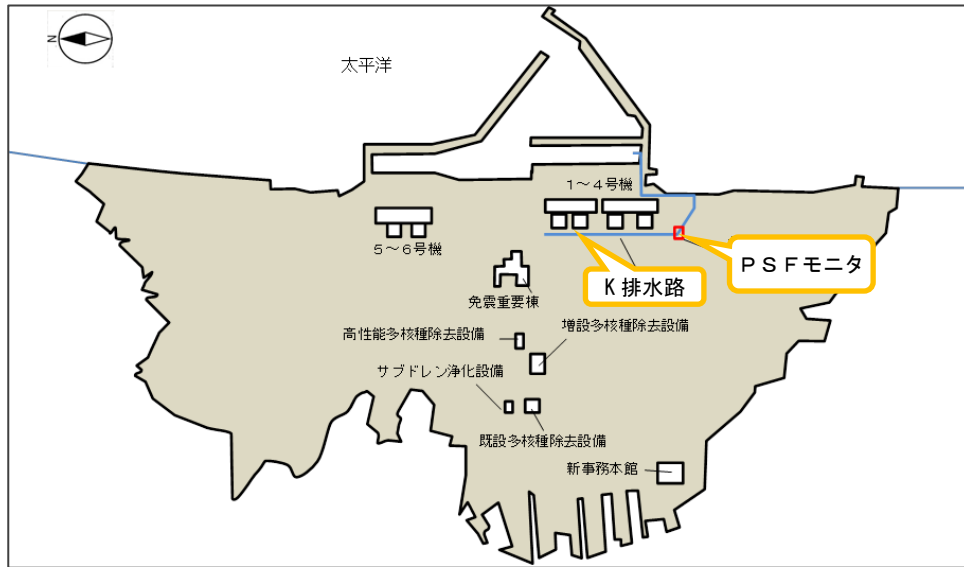 N
太平洋
１～４号機
５～６号機
ＰＳＦモニタ
K 排水路
免震重要棟
増設多核種除去設備
高性能多核種除去設備
サブドレン浄化設備
既設多核種除去設備
新事務本館